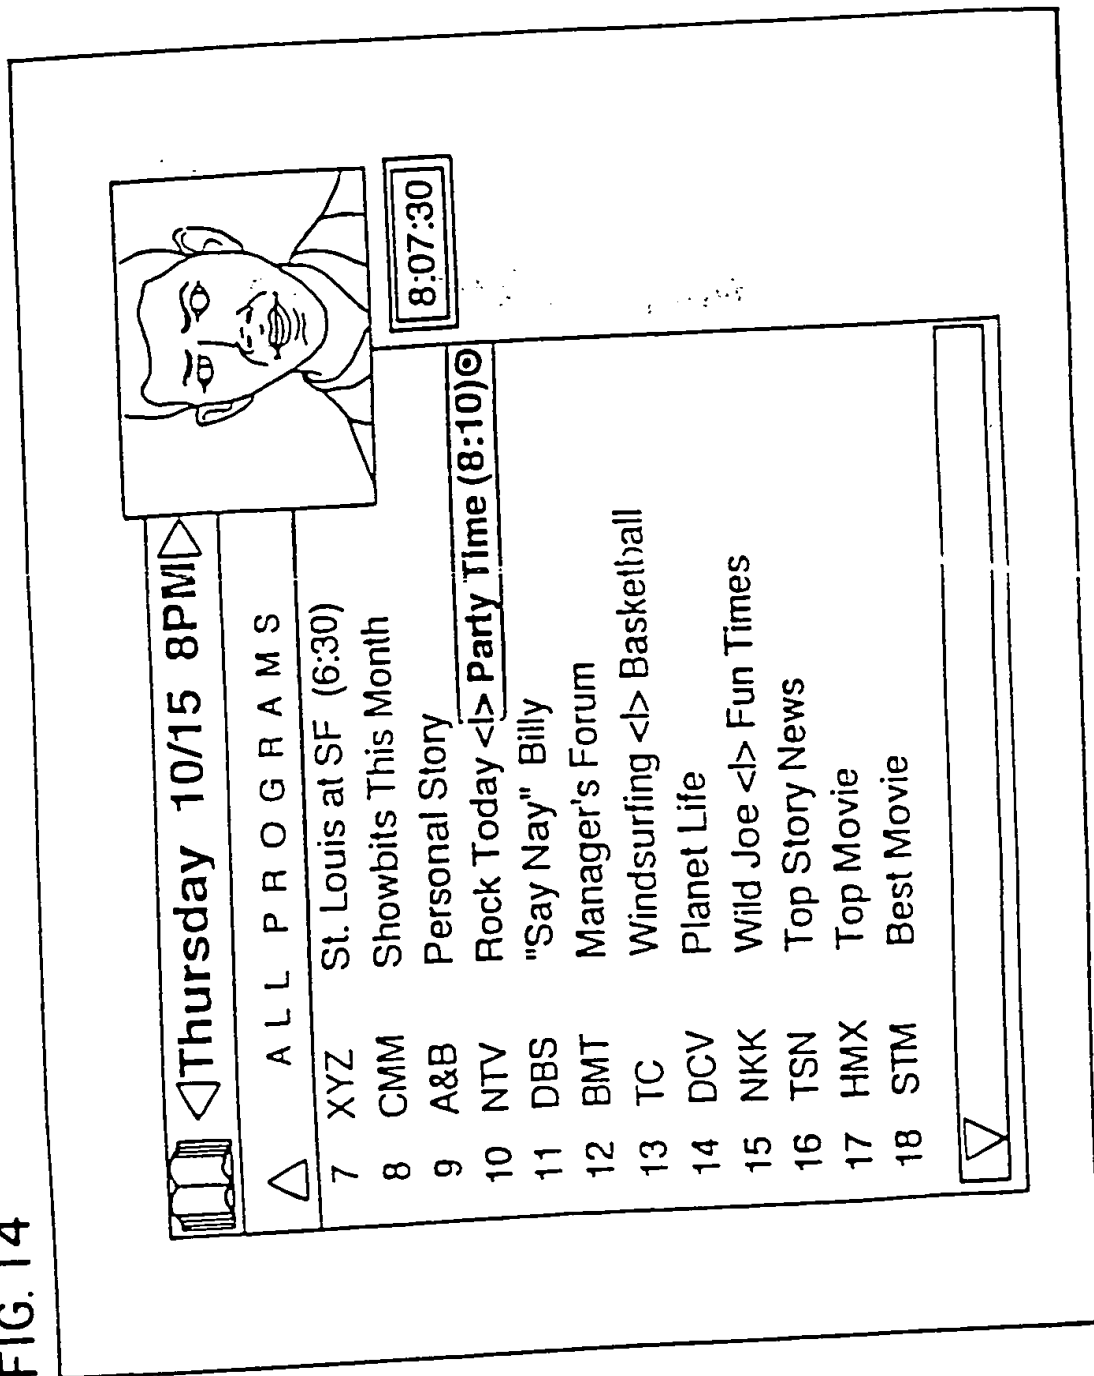 FIG. 14
Thursday 10/15 8PM
ALL PROGRAMS
8:07:30
7 XYZ St. Louis at SF (6:30)
8 CMM Showbits This Month
9 A&B Personal Story
10 NTV Rock Today <I> Party Time (8:10)
11 DBS "Say Nay" Billy
12 BMT Manager's Forum
13 TC Windsurfing <I> Basketball
14 DCV Planet Life
15 NKK Wild Joe <I> Fun Times
16 TSN Top Story News
17 HMX Top Movie
18 STM Best Movie